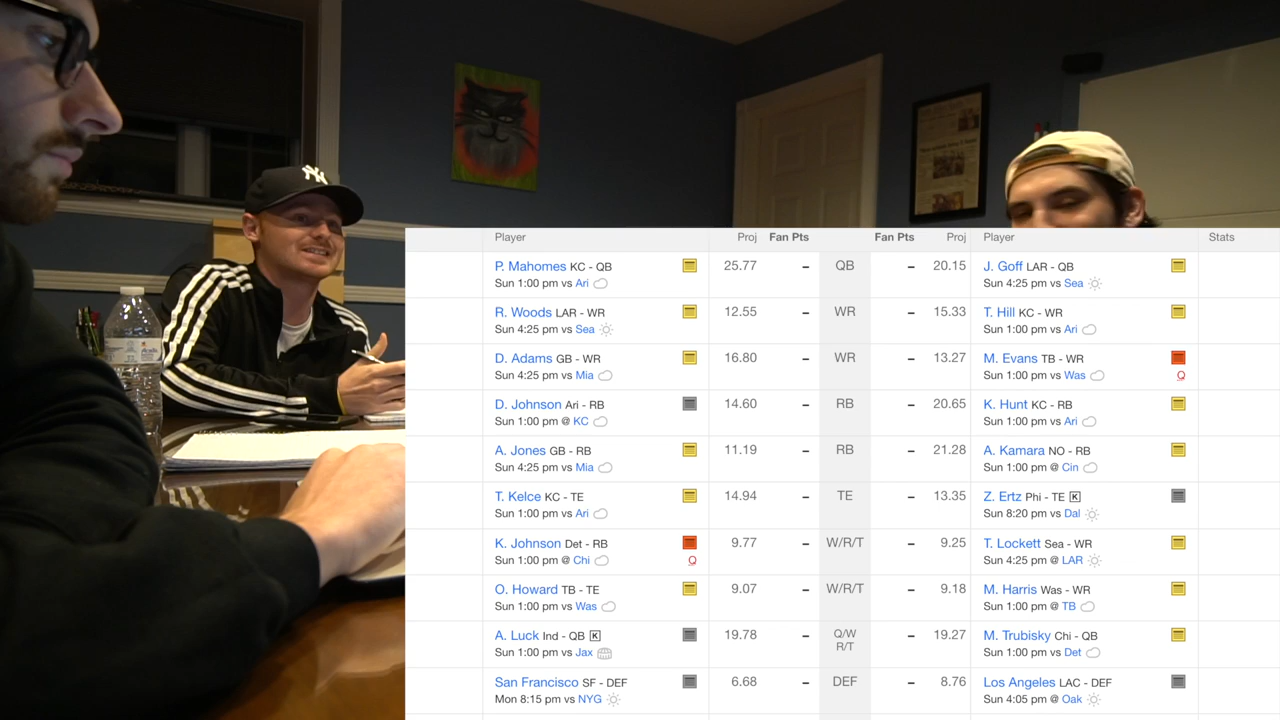 NY
Player Proj Fan Pts Fan Pts Proj Player Stats
P. Mahomes KC - QB 25.77 – QB – 20.15 J. Goff LAR - QB
Sun 1:00 pm vs Ari Sun 4:25 pm vs Sea
R. Woods LAR - WR 12.55 – WR – 15.33 T. Hill KC - WR
Sun 4:25 pm vs Sea Sun 1:00 pm vs Ari
D. Adams GB - WR 16.80 – WR – 13.27 M. Evans TB - WR
Sun 4:25 pm vs Mia Sun 1:00 pm vs Was Q
D. Johnson Ari - RB 14.60 – RB – 20.65 K. Hunt KC - RB
Sun 1:00 pm @ KC Sun 1:00 pm vs Ari
A. Jones GB - RB 11.19 – RB – 21.28 A. Kamara NO - RB
Sun 4:25 pm vs Mia Sun 1:00 pm @ Cin
T. Kelce KC - TE 14.94 – TE – 13.35 Z. Ertz Phi - TE K
Sun 1:00 pm vs Ari Sun 8:20 pm vs Dal
K. Johnson Det - RB 9.77 – W/R/T – 9.25 T. Lockett Sea - WR
Sun 1:00 pm @ Chi Q Sun 4:25 pm @ LAR
O. Howard TB - TE 9.07 – W/R/T – 9.18 M. Harris Was - WR
Sun 1:00 pm vs Was Sun 1:00 pm @ TB
A. Luck Ind - QB K 19.78 – Q/W R/T – 19.27 M. Trubisky Chi - QB
Sun 1:00 pm vs Jax Sun 1:00 pm vs Det
San Francisco SF - DEF 6.68 – DEF – 8.76 Los Angeles LAC - DEF
Mon 8:15 pm vs NYG Sun 4:05 pm @ Oak